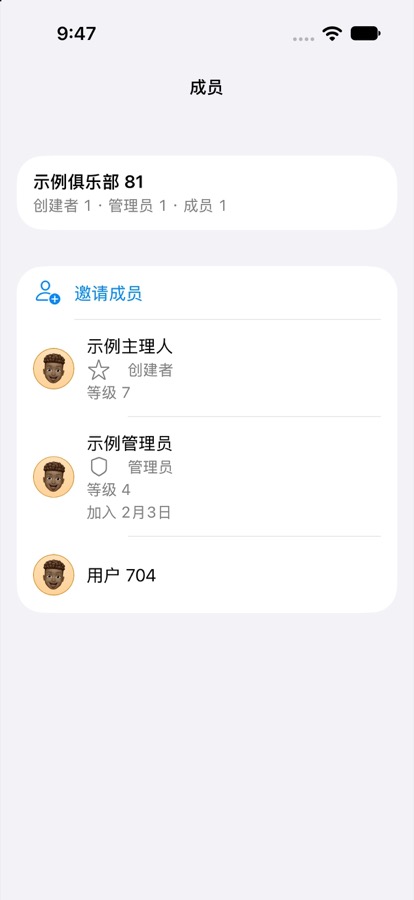 9:47
成员
示例俱乐部 81
创建者 1 · 管理员 1 · 成员 1
邀请成员
示例主理人
创建者
等级 7
示例管理员
管理员
等级 4
加入 2月3日
用户 704